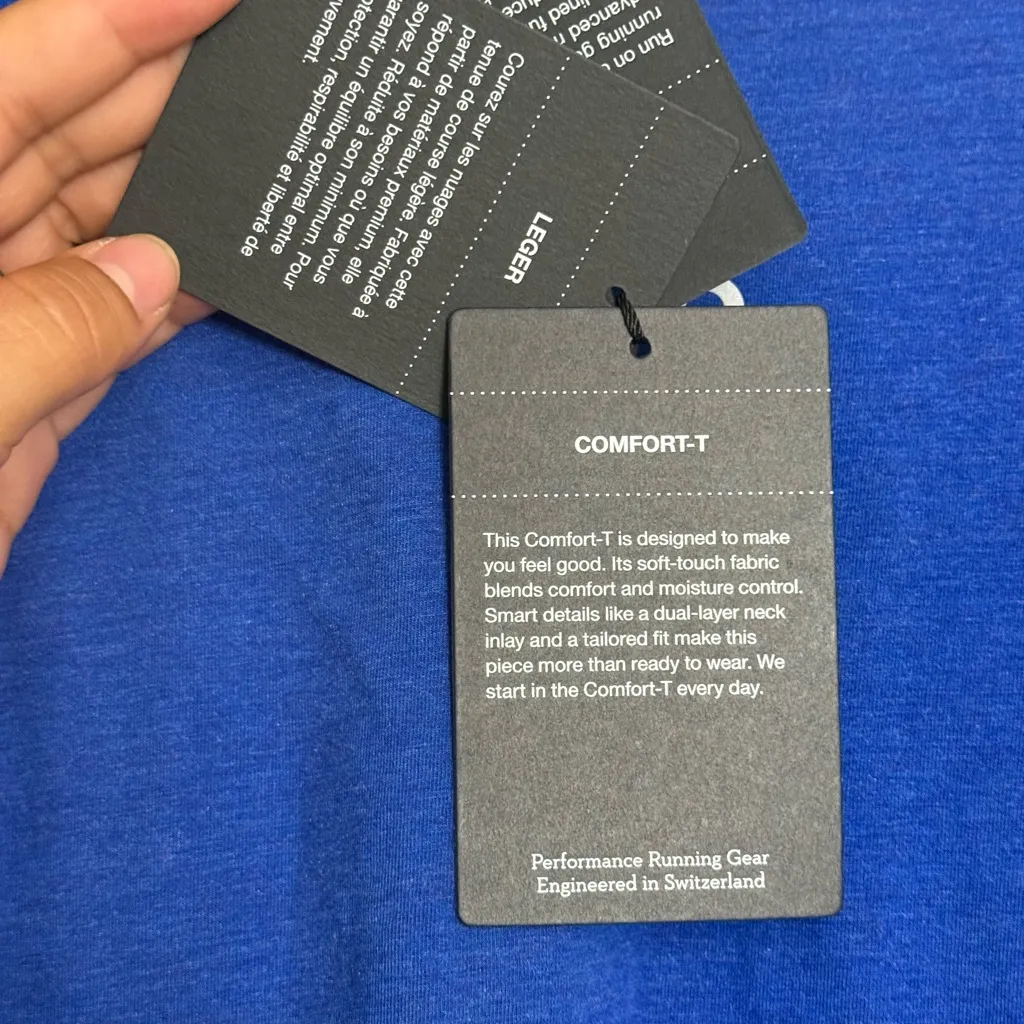 COMFORT-T
This Comfort-T is designed to make
you feel good. Its soft-touch fabric
blends comfort and moisture control.
Smart details like a dual-layer neck
inlay and a tailored fit make this
piece more than ready to wear. We
start in the Comfort-T every day.
Performance Running Gear
Engineered in Switzerland
LEGER
Courez sur les nuages avec cette
tenue de course légère. Fabriquée à
partir de matériaux premium, elle
répond à vos besoins où que vous
soyez. Réduite à son minimum. Pour
garantir un équilibre optimal entre
protection, respirabilité et liberté de
Run on
running